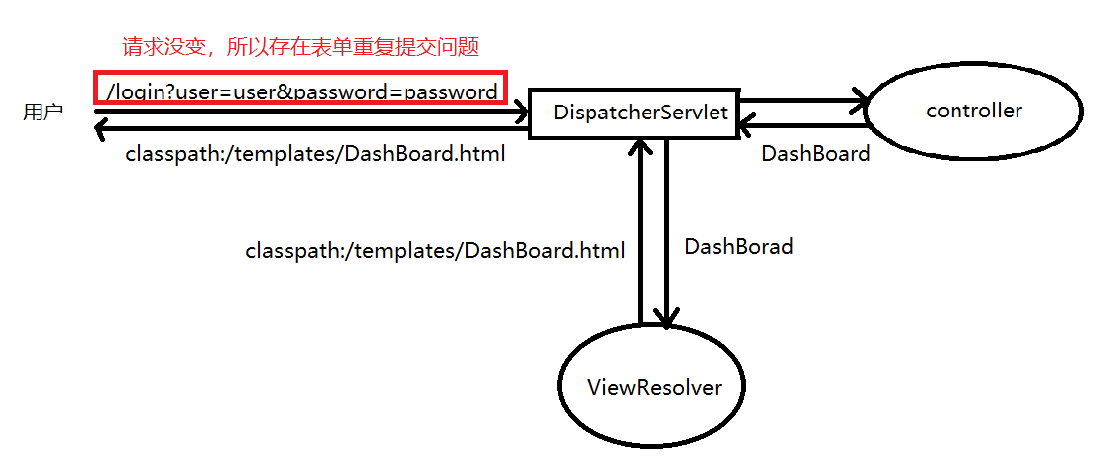 请求没变，所以存在表单重复提交问题
/login?user=user&password=password
用户
DispatcherServlet
controller
classpath:/templates/DashBoard.html
DashBoard
classpath:/templates/DashBoard.html
DashBorad
ViewResolver